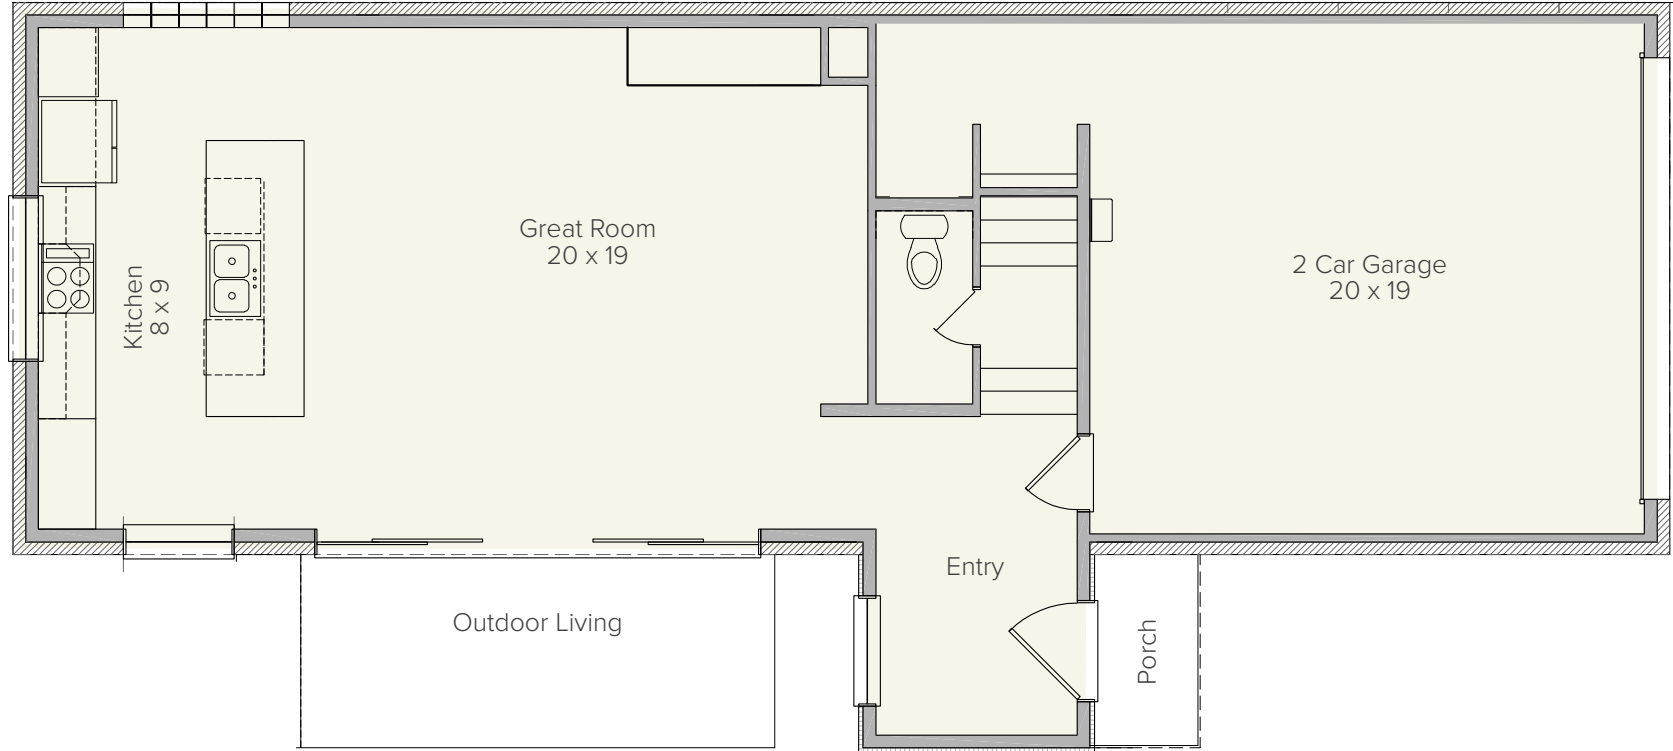 Great Room
20 x 19
2 Car Garage
20 x 19
Kitchen
8 x 9
Entry
Outdoor Living
Porch